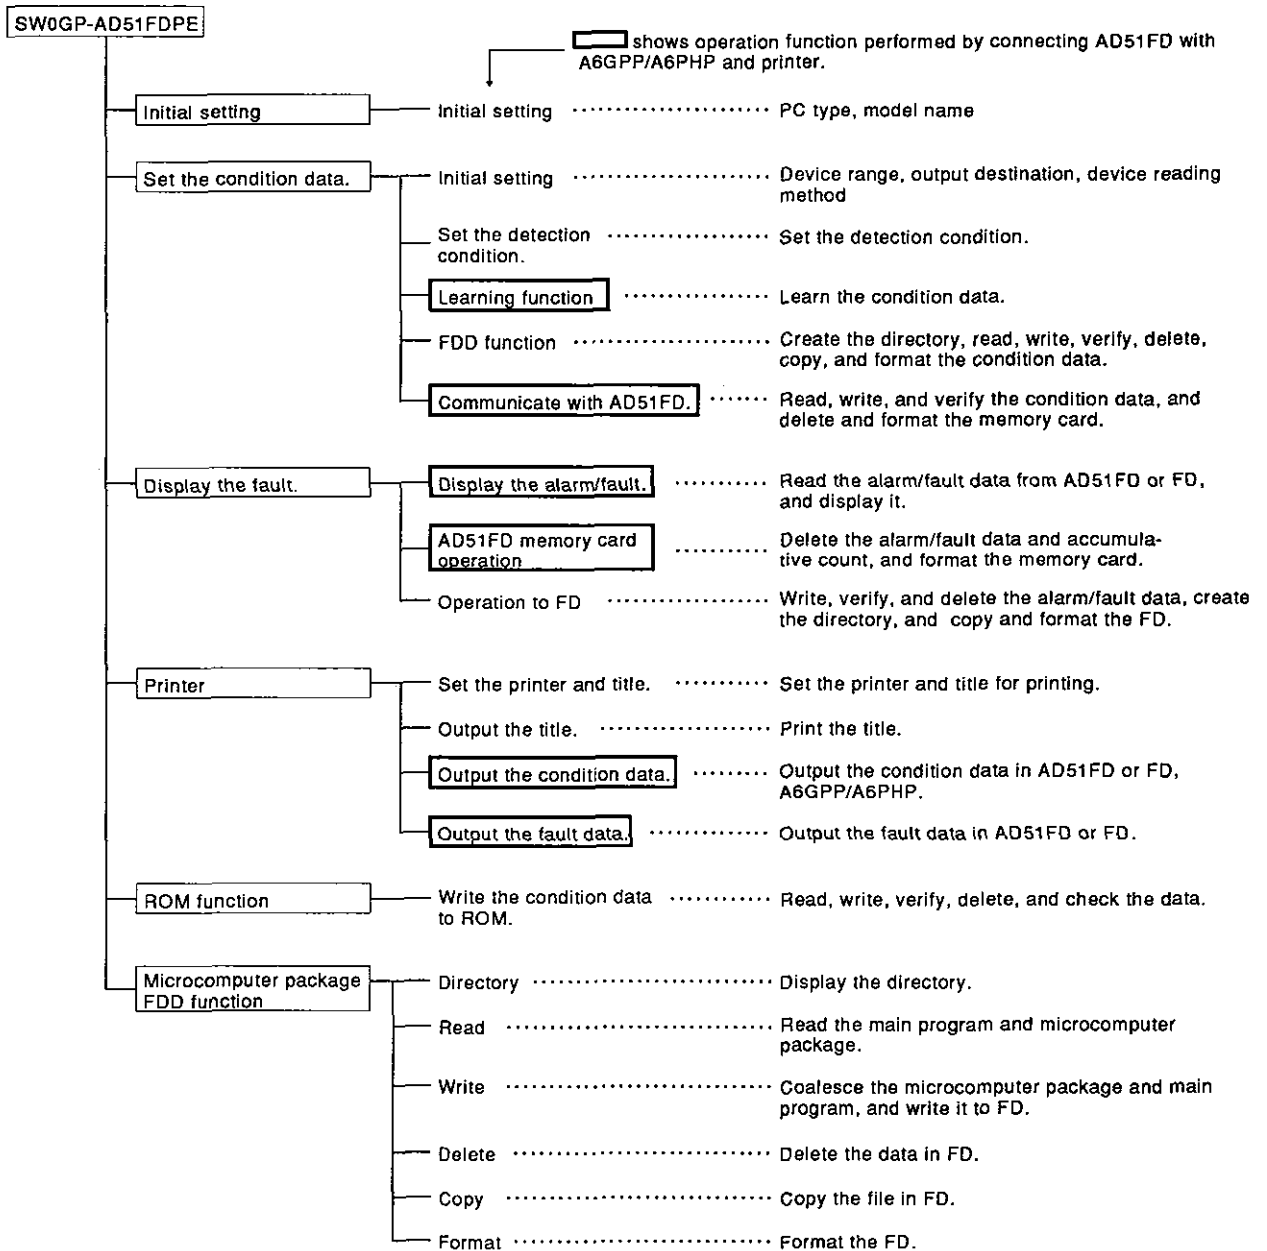 SW0GP-AD51FDPE
shows operation function performed by connecting AD51FD with
A6GPP/A6PHP and printer.
Initial setting Initial setting PC type, model name
Set the condition data. Initial setting Device range, output destination, device reading
method
Set the detection Set the detection condition.
condition.
Learning function Learn the condition data.
FDD function Create the directory, read, write, verify, delete,
copy, and format the condition data.
Communicate with AD51FD. Read, write, and verify the condition data, and
delete and format the memory card.
Display the fault. Display the alarm/fault. Read the alarm/fault data from AD51FD or FD,
and display it.
AD51FD memory card Delete the alarm/fault data and accumula-
operation tive count, and format the memory card.
Operation to FD Write, verify, and delete the alarm/fault data, create
the directory, and copy and format the FD.
Printer Set the printer and title. Set the printer and title for printing.
Output the title. Print the title.
Output the condition data. Output the condition data in AD51FD or FD,
A6GPP/A6PHP.
Output the fault data. Output the fault data in AD51FD or FD.
ROM function Write the condition data Read, write, verify, delete, and check the data.
to ROM.
Microcomputer package Directory Display the directory.
FDD function
Read Read the main program and microcomputer
package.
Write Coalesce the microcomputer package and main
program, and write it to FD.
Delete Delete the data in FD.
Copy Copy the file in FD.
Format Format the FD.